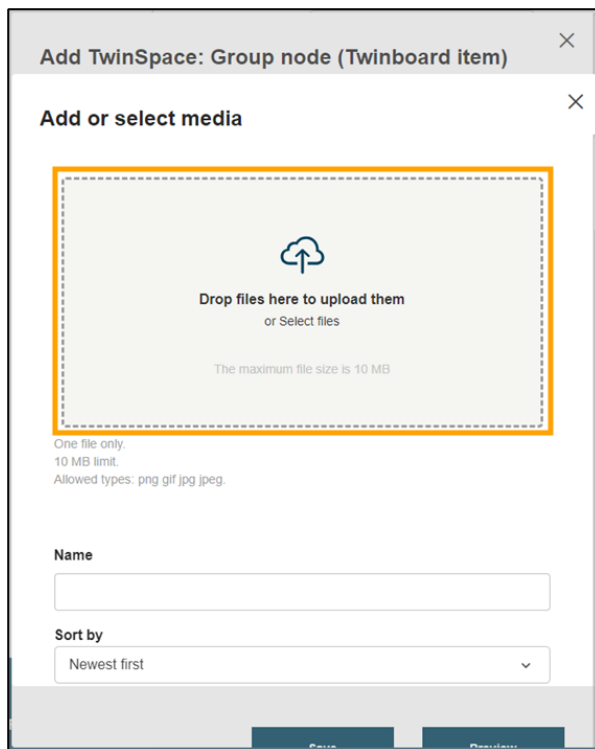 Add TwinSpace: Group node (Twinboard item)
Add or select media
Drop files here to upload them
or Select files
The maximum file size is 10 MB
One file only.
10 MB limit.
Allowed types: png gif jpg jpeg.
Name
Sort by
Newest first
Save
Preview